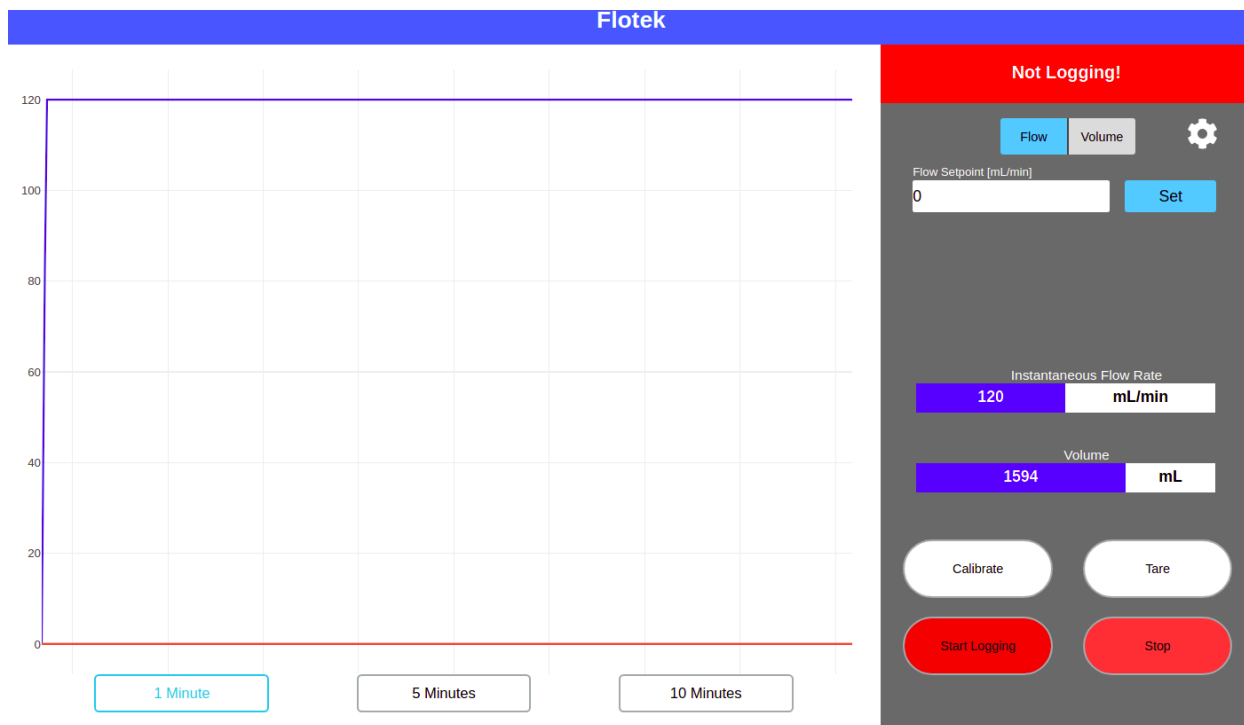 Flotek
Not Logging!
Flow Volume
Flow Setpoint [mL/min]
0 Set
120
100
80
60
40
20
0
Instantaneous Flow Rate
120 mL/min
Volume
1594 mL
Calibrate Tare
Start Logging Stop
1 Minute 5 Minutes 10 Minutes